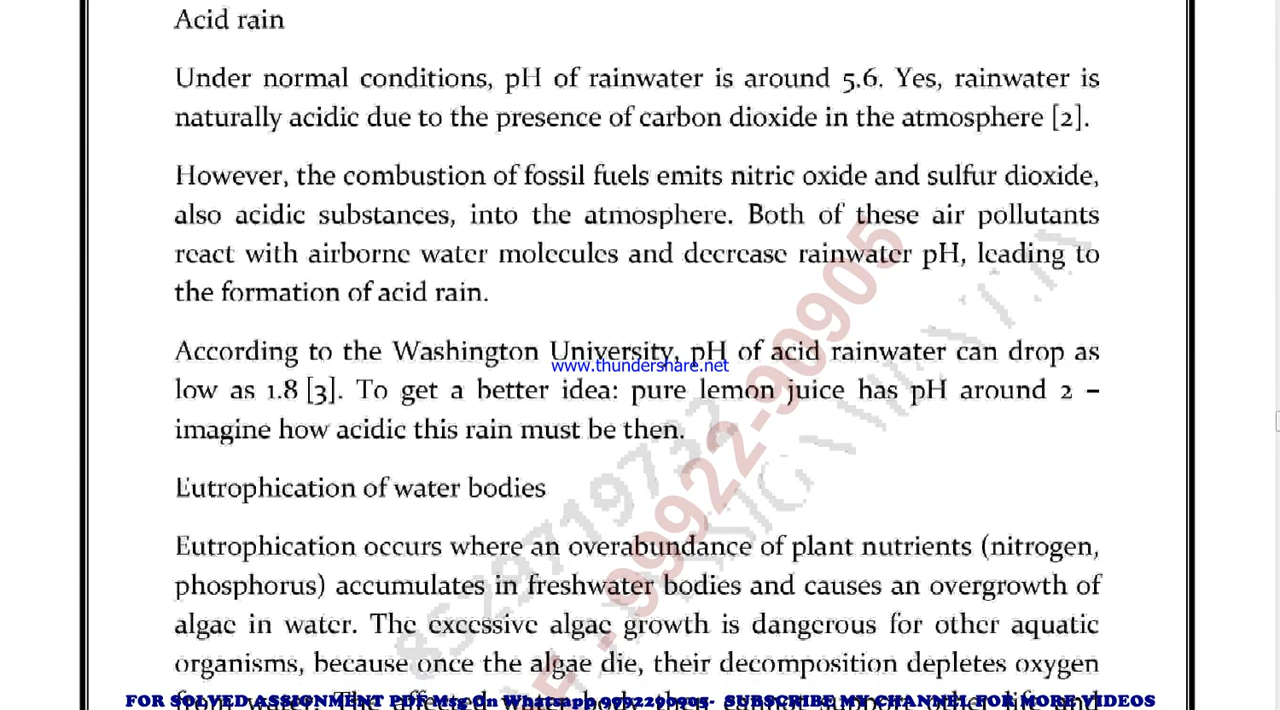 Acid rain
Under normal conditions, pH of rainwater is around 5.6. Yes, rainwater is
naturally acidic due to the presence of carbon dioxide in the atmosphere [2].
However, the combustion of fossil fuels emits nitric oxide and sulfur dioxide,
also acidic substances, into the atmosphere. Both of these air pollutants
react with airborne water molecules and decrease rainwater pH, leading to
the formation of acid rain.
According to the Washington University, pH of acid rainwater can drop as
www.thundershare.net
low as 1.8 [3]. To get a better idea: pure lemon juice has pH around 2 –
imagine how acidic this rain must be then.
Eutrophication of water bodies
Eutrophication occurs where an overabundance of plant nutrients (nitrogen,
phosphorus) accumulates in freshwater bodies and causes an overgrowth of
algae in water. The excessive algae growth is dangerous for other aquatic
organisms, because once the algae die, their decomposition depletes oxygen
FOR SOLVED ASSIGNMENT PDF Msg On Whatsapp 9992290905- SUBSCRIBE MY CHANNEL FOR MORE VIDEOS
8529719732
99922-90905